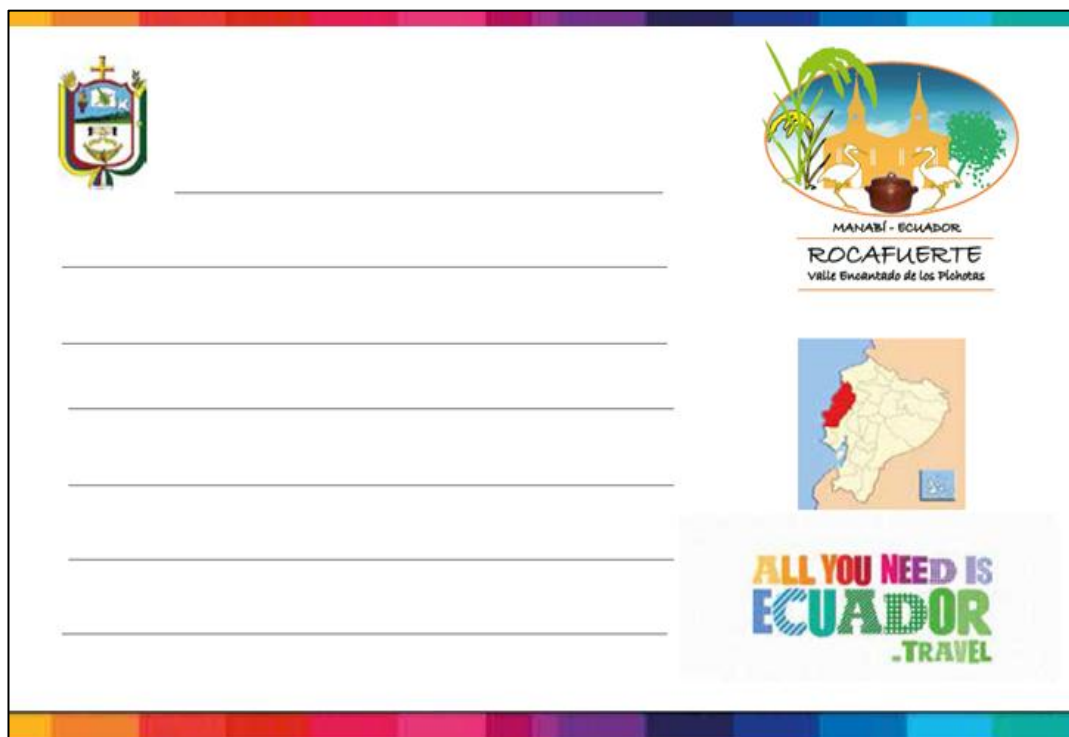 MANABÍ - ECUADOR
ROCAFUERTE
Valle Encantado de los Pichotas
ALL YOU NEED IS
ECUADOR
.TRAVEL